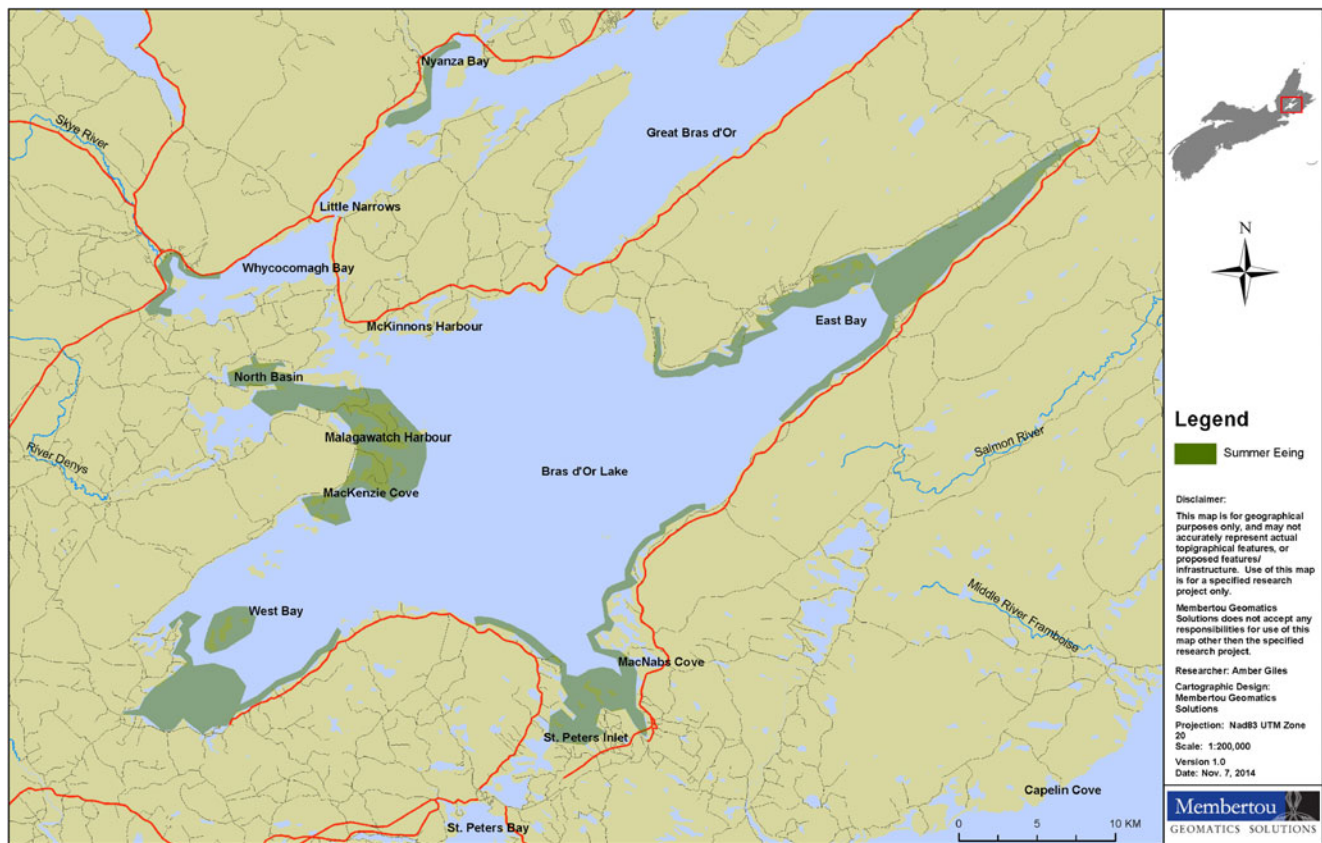 Nyanza Bay
Great Bras d'Or
Skye River
Little Narrows
Whycocomagh Bay
McKinnons Harbour
East Bay
North Basin
Malagawatch Harbour
River Denys
Bras d'Or Lake
Salmon River
MacKenzie Cove
Middle River Framboise
West Bay
MacNabs Cove
St. Peters Inlet
Capelin Cove
St. Peters Bay
0 5 10 KM
N
Legend
Summer Eeing
Disclaimer:
This map is for geographical
purposes only, and may not
accurately represent actual
topigraphical features, or
proposed features/
infrastructure. Use of this map
is for a specified research
project only.
Membertou Geomatics
Solutions does not accept any
responsibilities for use of this
map other then the specified
research project.
Researcher: Amber Giles
Cartographic Design:
Membertou Geomatics
Solutions
Projection: Nad83 UTM Zone
20
Scale: 1:200,000
Version 1.0
Date: Nov. 7, 2014
Membertou
GEOMATICS SOLUTIONS